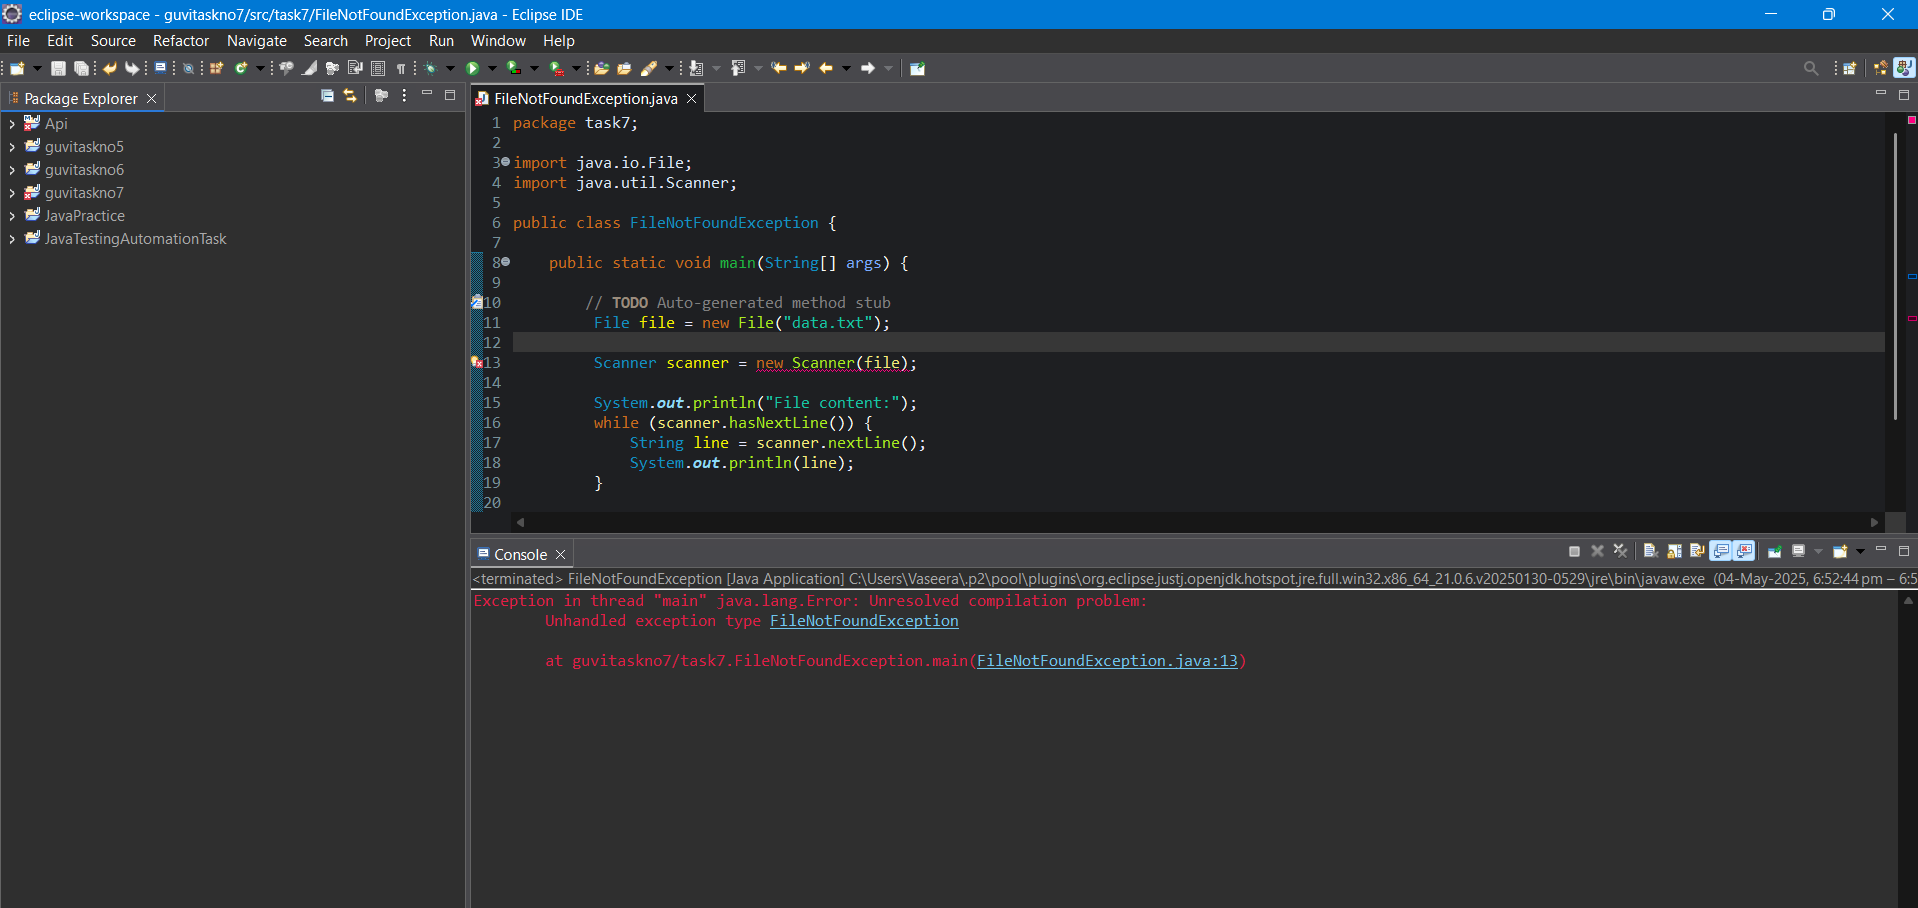 eclipse-workspace - guvitaskno7/src/task7/FileNotFoundException.java - Eclipse IDE
File Edit Source Refactor Navigate Search Project Run Window Help
Package Explorer
Api
guvitaskno5
guvitaskno6
guvitaskno7
JavaPractice
JavaTestingAutomationTask
FileNotFoundException.java
1 package task7;
2
3 import java.io.File;
4 import java.util.Scanner;
5
6 public class FileNotFoundException {
7
8 public static void main(String[] args) {
9
10 // TODO Auto-generated method stub
11 File file = new File("data.txt");
12
13 Scanner scanner = new Scanner(file);
14
15 System.out.println("File content:");
16 while (scanner.hasNextLine()) {
17 String line = scanner.nextLine();
18 System.out.println(line);
19 }
20
Console
<terminated> FileNotFoundException [Java Application] C:\Users\Vaseera\.p2\pool\plugins\org.eclipse.justj.openjdk.hotspot.jre.full.win32.x86_64_21.0.6.v20250130-0529\jre\bin\javaw.exe (04-May-2025, 6:52:44 pm – 6:5
Exception in thread "main" java.lang.Error: Unresolved compilation problem:
Unhandled exception type FileNotFoundException
at guvitaskno7/task7.FileNotFoundException.main(FileNotFoundException.java:13)